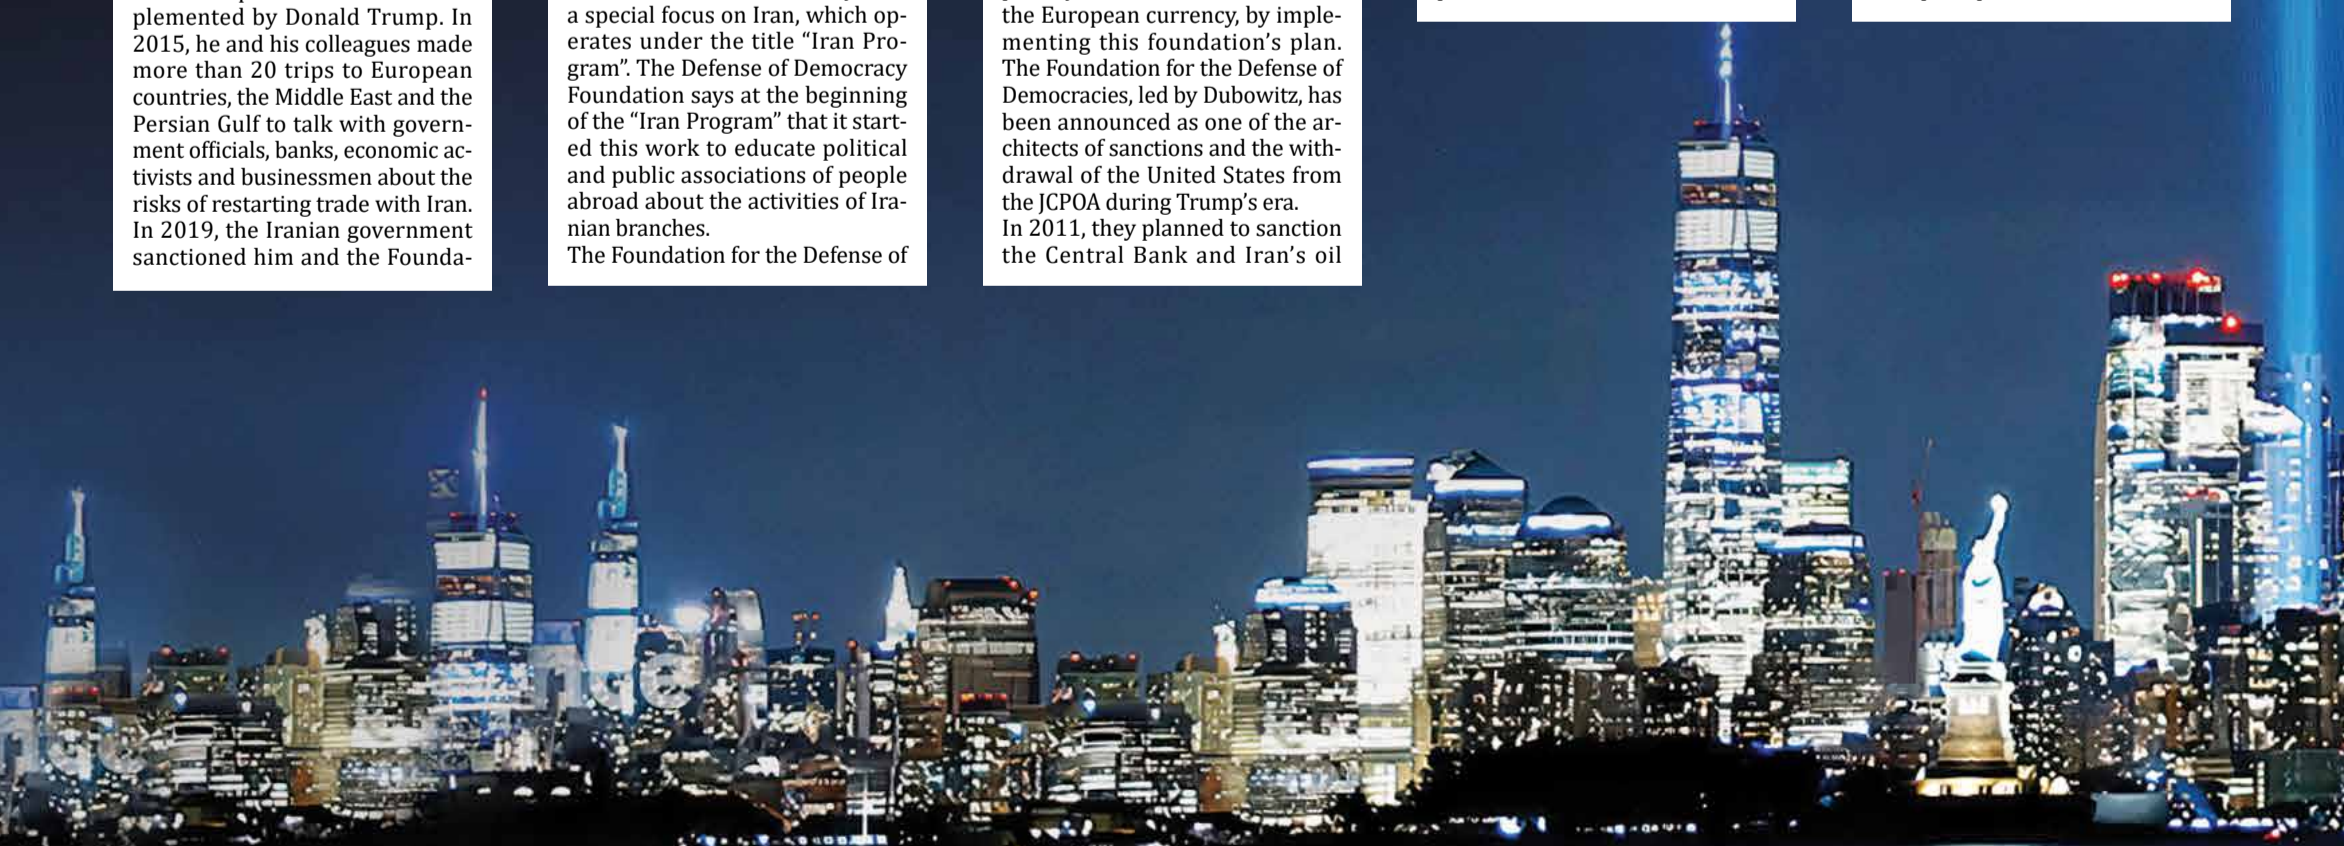 plemented by Donald Trump. In
2015, he and his colleagues made
more than 20 trips to European
countries, the Middle East and the
Persian Gulf to talk with govern-
ment officials, banks, economic ac-
tivists and businessmen about the
risks of restarting trade with Iran.
In 2019, the Iranian government
sanctioned him and the Founda-
a special focus on Iran, which op-
erates under the title “Iran Pro-
gram”. The Defense of Democracy
Foundation says at the beginning
of the “Iran Program” that it start-
ed this work to educate political
and public associations of people
abroad about the activities of Ira-
nian branches.
The Foundation for the Defense of
the European currency, by imple-
menting this foundation’s plan.
The Foundation for the Defense of
Democracies, led by Dubowitz, has
been announced as one of the ar-
chitects of sanctions and the with-
drawal of the United States from
the JCPOA during Trump’s era.
In 2011, they planned to sanction
the Central Bank and Iran’s oil